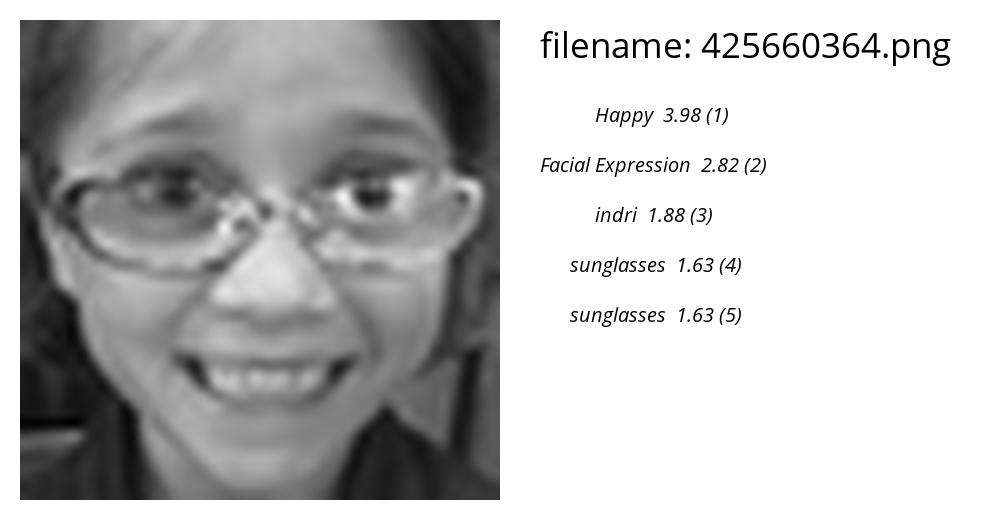 filename: 425660364.png
Happy 3.98 (1)
Facial Expression 2.82 (2)
indri 1.88 (3)
sunglasses 1.63 (4)
sunglasses 1.63 (5)